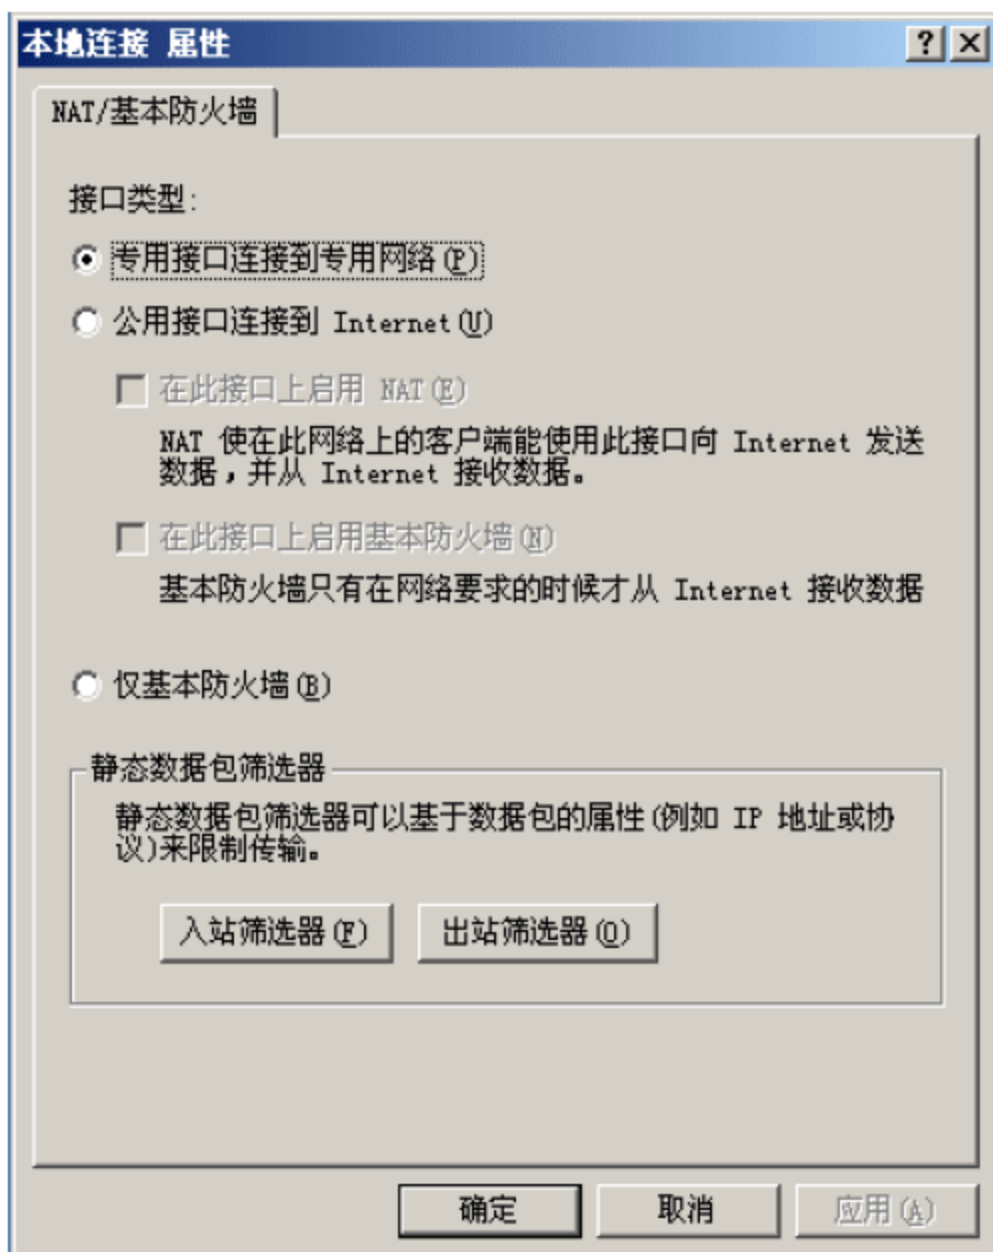 本地连接 属性
NAT/基本防火墙
接口类型:
专用接口连接到专用网络(P)
公用接口连接到 Internet(U)
在此接口上启用 NAT(E)
NAT 使在此网络上的客户端能使用此接口向 Internet 发送
数据，并从 Internet 接收数据。
在此接口上启用基本防火墙(N)
基本防火墙只有在网络要求的时候才从 Internet 接收数据
仅基本防火墙(B)
静态数据包筛选器
静态数据包筛选器可以基于数据包的属性(例如 IP 地址或协
议)来限制传输。
入站筛选器(F) 出站筛选器(O)
确定 取消 应用(A)